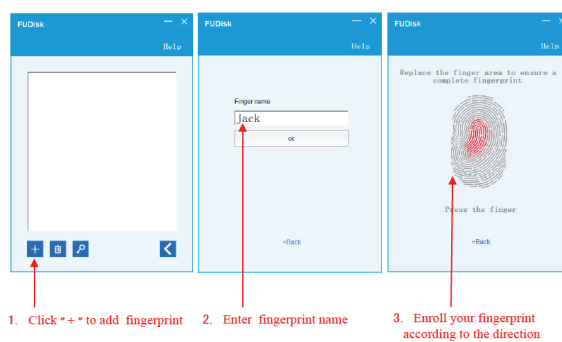 FUDisk
Help
1. Click "+" to add fingerprint
FUDisk
Help
Finger name
Jack
OK
<Back
2. Enter fingerprint name
FUDisk
Help
Replace the finger area to ensure a
complete fingerprint
Press the finger
<Back
3. Enroll your fingerprint
according to the direction